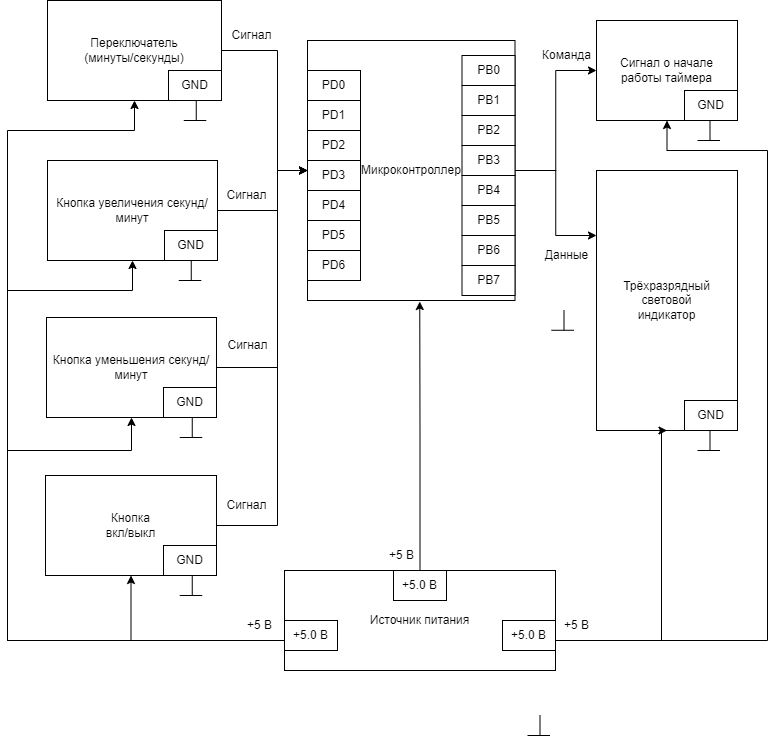 Переключатель
(минуты/секунды)
GND
Сигнал
Кнопка увеличения секунд/
минут
GND
Сигнал
Кнопка уменьшения секунд/
минут
GND
Сигнал
Кнопка
вкл/выкл
GND
Сигнал
PD0
PD1
PD2
PD3
PD4
PD5
PD6
Микроконтроллер
PB0
PB1
PB2
PB3
PB4
PB5
PB6
PB7
Команда
Данные
Сигнал о начале
работы таймера
GND
Трёхразрядный
световой
индикатор
GND
+5 В
+5.0 В
Источник питания
+5 В
+5.0 В
+5.0 В
+5 В